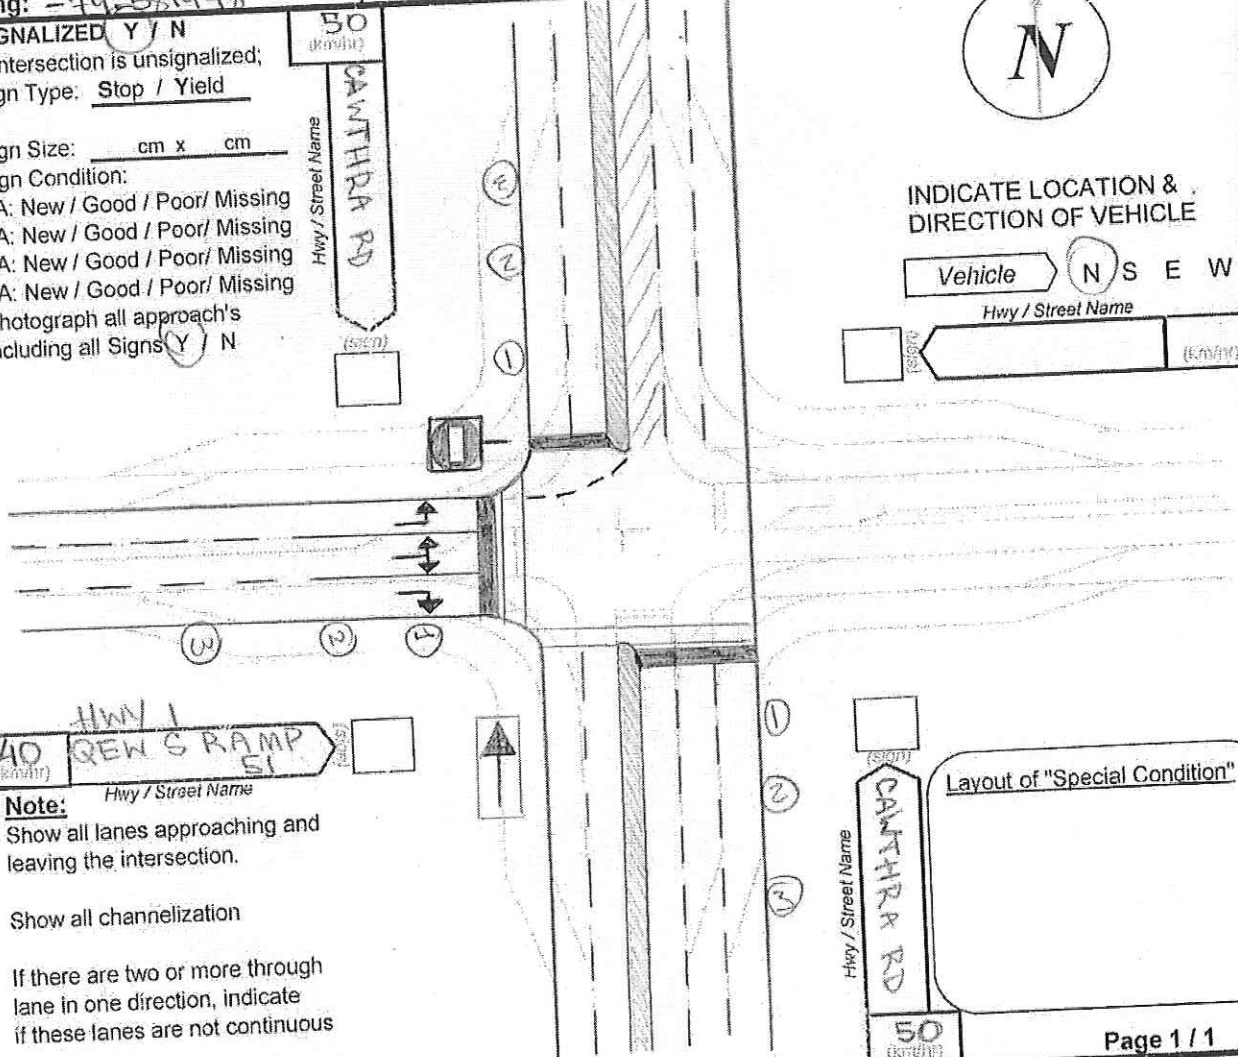 GNALIZED Y / N
ntersection is unsignalized;
gn Type: Stop / Yield
gn Size: cm x cm
gn Condition:
A: New / Good / Poor/ Missing
A: New / Good / Poor/ Missing
A: New / Good / Poor/ Missing
A: New / Good / Poor/ Missing
hotograph all approach's
cluding all Signs Y / N
50
(km/hr)
CAWTHRA RD
Hwy / Street Name
(sign)
N
INDICATE LOCATION &
DIRECTION OF VEHICLE
Vehicle N S E W
Hwy / Street Name
(sign)
(km/hr)
3
2
1
3
2
1
1
2
3
HWY 1
40
(km/hr)
QEW S RAMP
51
(sign)
Hwy / Street Name
Note:
Show all lanes approaching and
leaving the intersection.
Show all channelization
If there are two or more through
lane in one direction, indicate
if these lanes are not continuous
(sign)
CAWTHRA RD
Hwy / Street Name
50
(km/hr)
Layout of "Special Condition"
Page 1 / 1